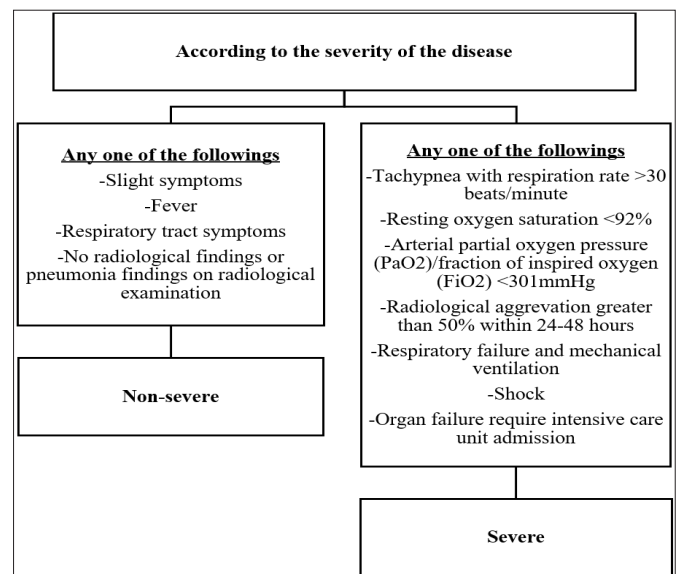 According to the severity of the disease
Any one of the followings
-Slight symptoms
-Fever
-Respiratory tract symptoms
-No radiological findings or
pneumonia findings on radiological
examination
Non-severe
Any one of the followings
-Tachypnea with respiration rate >30
beats/minute
-Resting oxygen saturation <92%
-Arterial partial oxygen pressure
(PaO2)/fraction of inspired oxygen
(FiO2) <301mmHg
-Radiological aggrevation greater
than 50% within 24-48 hours
-Respiratory failure and mechanical
ventilation
-Shock
-Organ failure require intensive care
unit admission
Severe